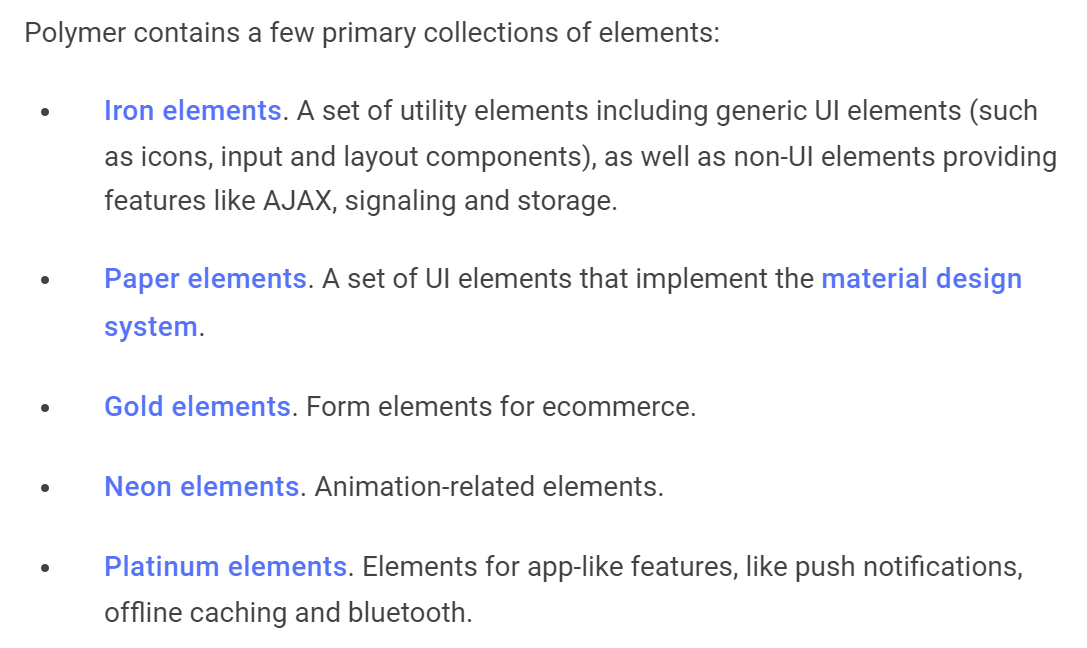 Polymer contains a few primary collections of elements:
• Iron elements. A set of utility elements including generic UI elements (such
as icons, input and layout components), as well as non-UI elements providing
features like AJAX, signaling and storage.
• Paper elements. A set of UI elements that implement the material design
system.
• Gold elements. Form elements for ecommerce.
• Neon elements. Animation-related elements.
• Platinum elements. Elements for app-like features, like push notifications,
offline caching and bluetooth.